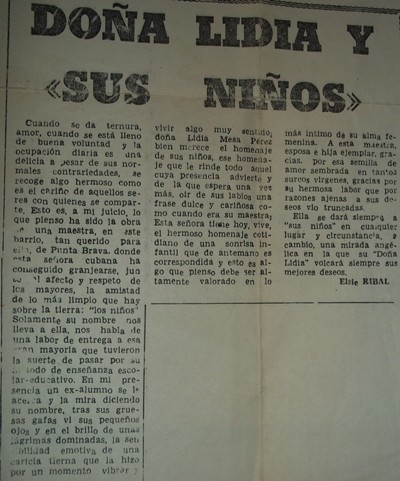 DOÑA LIDIA Y
«SUS NIÑOS»
Cuando se da ternura,
amor, cuando se está lleno
de buena voluntad y la
ocupación diaria es una
delicia a pesar de sus nor-
males contrariedades, se
recoge algo hermoso como
es el cariño de aquellos se-
res con quienes se compar-
te. Esto es, a mi juicio, lo
que pienso ha sido la obra
de una maestra, en este
barrio, tan querido para
ella, de Punta Brava, donde
esta señora cubana ha
conseguido granjearse, jun-
to el afecto y respeto de
los mayores, la amistad
de lo más limpio que hay
sobre la tierra: "los niños"
Solamente su nombre nos
lleva a ella, nos habla de
una labor de entrega a esa
gran mayoría que tuvieron
la suerte de pasar por su
método de enseñanza esco-
lar-educativo. En mi pre-
sencia un ex-alumno se le
acerca y la mira diciendo
su nombre, tras sus grue-
sas gafas vi sus pequeños
ojos y en el brillo de unas
lágrimas dominadas, la sen
sibilidad emotiva de una
caricia tierna que la hizo
por un momento vibrar y
vivir algo muy sentido,
doña Lidia Mesa Pérez
bien merece el homenaje
de sus niños, ese homena-
je que le rinde todo aquel
cuya presencia advierte y
de la que espera una vez
más, oir de sus labios una
frase dulce y cariñosa co-
mo cuando era su maestra;
Esta señora tiene hoy, vive,
el hermoso homenaje coti-
diano de una sonrisa in-
fantil que de antemano es
correspondida y esto es al-
go que pienso debe ser al-
tamente valorado en lo
más íntimo de su alma fe-
menina. A esta maestra,
esposa e hija ejemplar, gra-
cias, por esa semilla de
amor sembrada en tantos
surcos vírgenes, gracias por
su hermosa labor que por
razones ajenas a sus de-
seos vio truncadas.
Ella se dará siempre a
"sus niños" en cualquier
lugar y circunstancia, a
cambio, una mirada angé-
lica en la que su "Doña
Lidia" volcará siempre sus
mejores deseos.
Elsie RIBAL